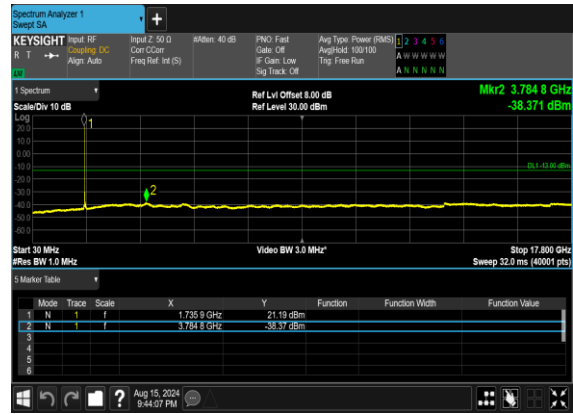 Spectrum Analyzer 1
Swept SA
+
KEYSIGHT Input: RF Input Z: 50 Ω #Atten: 40 dB PNO: Fast Avg Type: Power (RMS) 1 2 3 4 5 6
R T Coupling: DC Corr CCorr Gate: Off Avg|Hold: 100/100 A W W W W W
Align: Auto Freq Ref: Int (S) IF Gain: Low Trig: Free Run
LW Sig Track: Off A N N N N N
1 Spectrum Ref Lvl Offset 8.00 dB Mkr2 3.784 8 GHz
Scale/Div 10 dB Ref Level 30.00 dBm -38.371 dBm
Log
1
20.0
10.0
0.00
-10.0
DL1 -13.00 dBm
-20.0
-30.0
2
-40.0
-50.0
-60.0
Start 30 MHz Video BW 3.0 MHz* Stop 17.800 GHz
#Res BW 1.0 MHz Sweep 32.0 ms (40001 pts)
5 Marker Table
Mode Trace Scale X Y Function Function Width Function Value
1 N 1 f 1.735 9 GHz 21.19 dBm
2 N 1 f 3.784 8 GHz -38.37 dBm
3
4
5
6
? Aug 15, 2024
9:44:07 PM